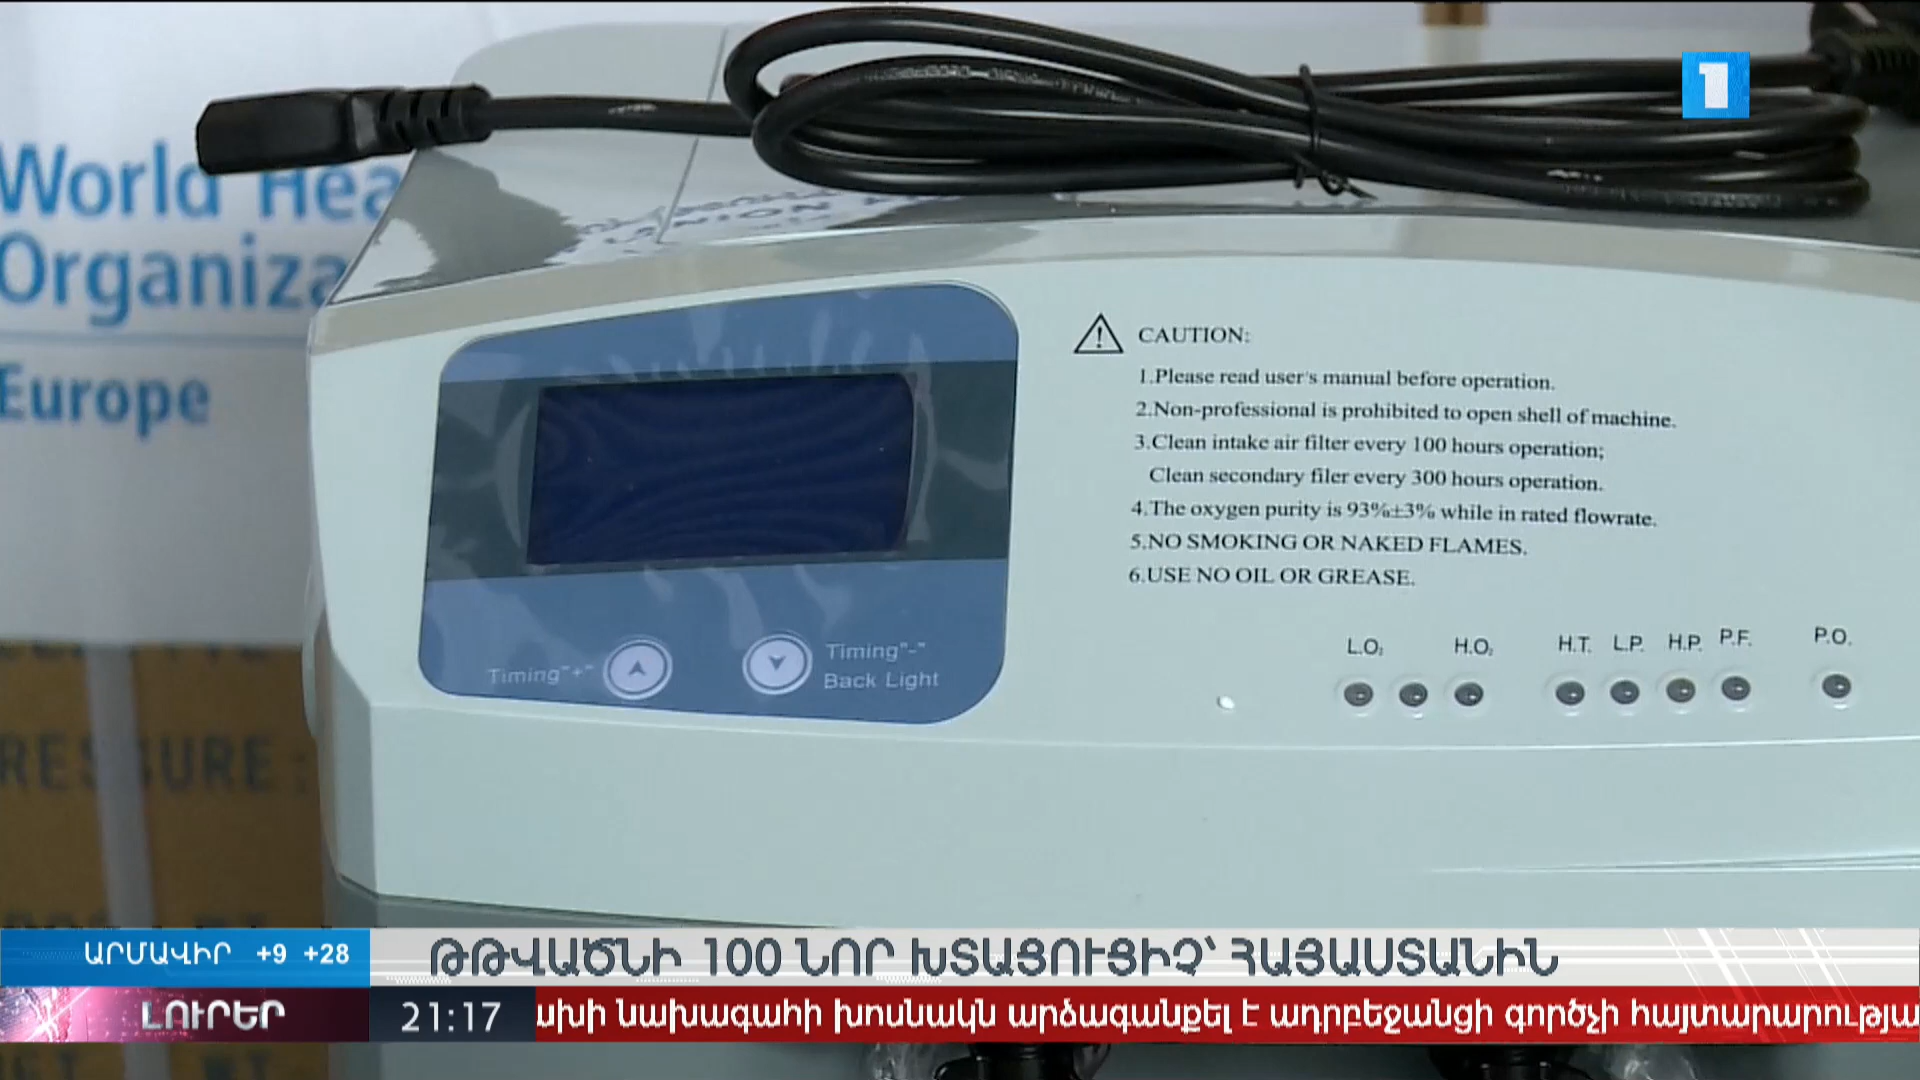 1
World Hea
Organiza
Europe
CAUTION:
1.Please read user's manual before operation.
2.Non-professional is prohibited to open shell of machine.
3.Clean intake air filter every 100 hours operation;
Clean secondary filer every 300 hours operation.
4.The oxygen purity is 93%±3% while in rated flowrate.
5.NO SMOKING OR NAKED FLAMES.
6.USE NO OIL OR GREASE.
L.O₂ H.O₂ H.T. L.P. H.P. P.F. P.O.
Timing"+"
Timing"-"
Back Light
RESSURE:
ԱՐՄԱՎԻՐ +9 +28
ԹԹՎԱԾՆԻ 100 ՆՈՐ ԽՏԱՑՈՒՑԻՉ՝ ՀԱՅԱՍՏԱՆԻՆ
ԼՈՒՐԵՐ
21:17
ախի նախագահի խոսնակն արձագանքել է ադրբեջանցի գործչի հայտարարությա